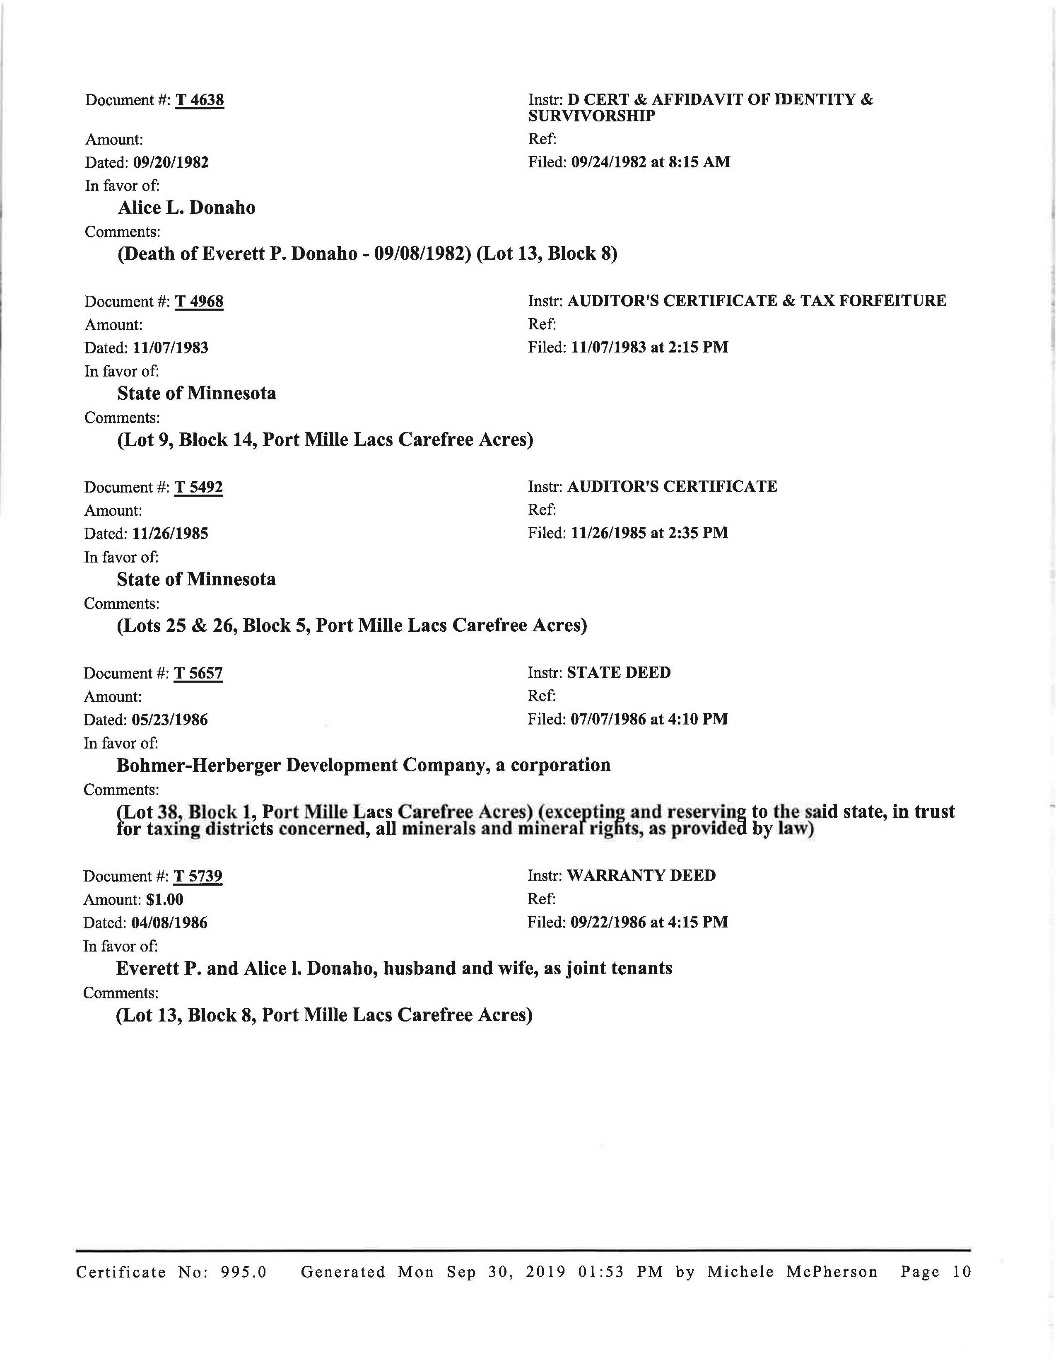 Document #: T 4638 Instr: D CERT & AFFIDAVIT OF IDENTITY &
SURVIVORSHIP
Amount: Ref:
Dated: 09/20/1982 Filed: 09/24/1982 at 8:15 AM
In favor of:
Alice L. Donaho
Comments:
(Death of Everett P. Donaho - 09/08/1982) (Lot 13, Block 8)
Document #: T 4968 Instr: AUDITOR'S CERTIFICATE & TAX FORFEITURE
Amount: Ref:
Dated: 11/07/1983 Filed: 11/07/1983 at 2:15 PM
In favor of:
State of Minnesota
Comments:
(Lot 9, Block 14, Port Mille Lacs Carefree Acres)
Document #: T 5492 Instr: AUDITOR'S CERTIFICATE
Amount: Ref:
Dated: 11/26/1985 Filed: 11/26/1985 at 2:35 PM
In favor of:
State of Minnesota
Comments:
(Lots 25 & 26, Block 5, Port Mille Lacs Carefree Acres)
Document #: T 5657 Instr: STATE DEED
Amount: Ref:
Dated: 05/23/1986 Filed: 07/07/1986 at 4:10 PM
In favor of:
Bohmer-Herberger Development Company, a corporation
Comments:
(Lot 38, Block 1, Port Mille Lacs Carefree Acres) (excepting and reserving to the said state, in trust
for taxing districts concerned, all minerals and mineral rights, as provided by law)
Document #: T 5739 Instr: WARRANTY DEED
Amount: $1.00 Ref:
Dated: 04/08/1986 Filed: 09/22/1986 at 4:15 PM
In favor of:
Everett P. and Alice l. Donaho, husband and wife, as joint tenants
Comments:
(Lot 13, Block 8, Port Mille Lacs Carefree Acres)
Certificate No: 995.0 Generated Mon Sep 30, 2019 01:53 PM by Michele McPherson Page 10